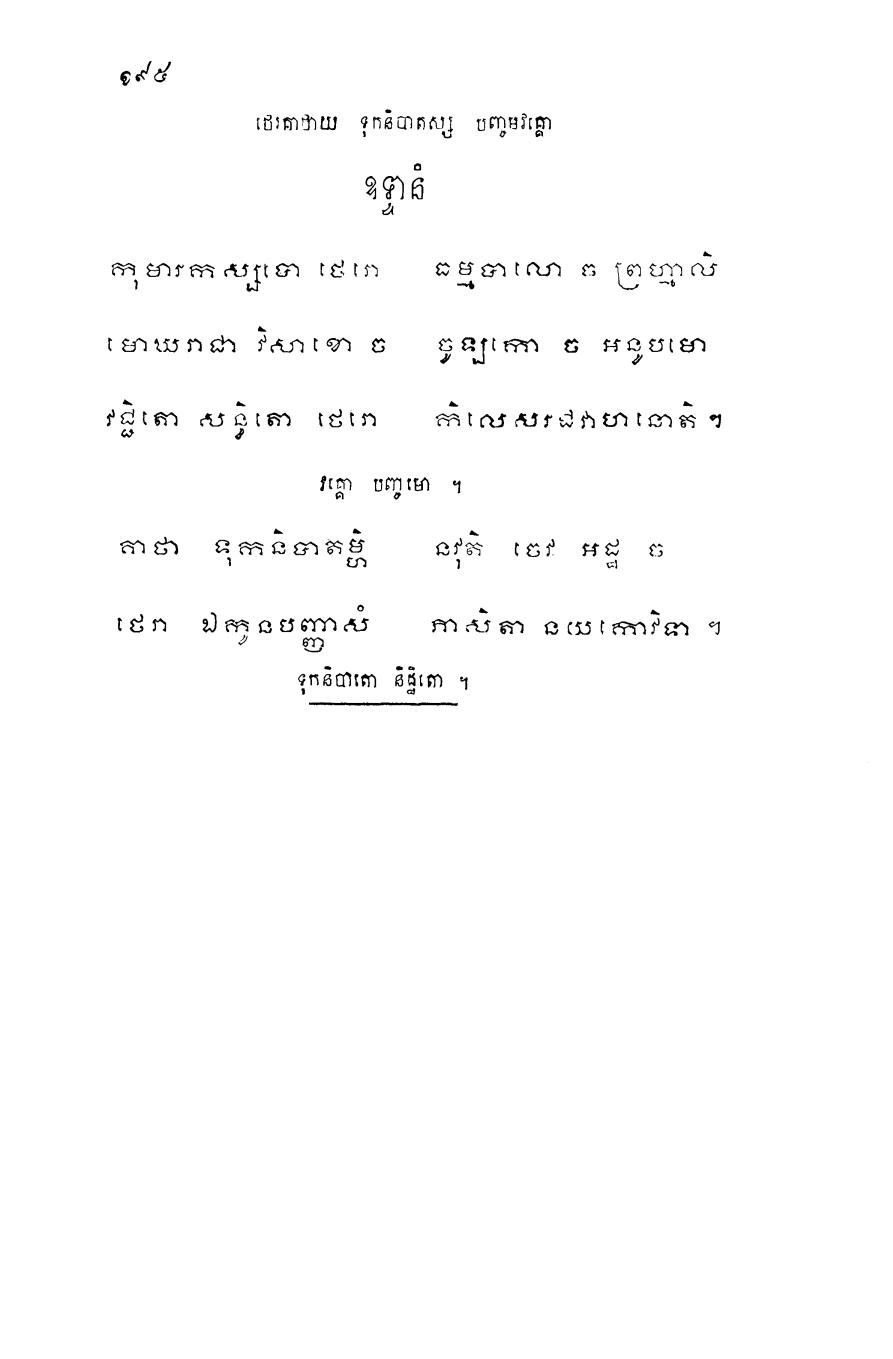 ១៩៥
ថេរគាថាយ ទុកនិបាតស្ស បញ្ចមវគ្គោ
ឧទ្ទានំ
កុមារកស្សបោ ថេរោ ធម្មបាលោ ច ព្រហ្មាលិ
មោឃរាជា វិសាខោ ច ចូឡកោ ច អនូបមោ
វជ្ជិតោ សន្ធិតោ ថេរោ កិលេសរជវាហនោតិ ។
វគ្គោ បញ្ចមោ ។
គាថា ទុកនិបាតម្ហិ នវុតិ ចេវ អដ្ឋ ច
ថេរា ឯកូនបញ្ញាសំ ភាសិតា នយកោវិទា ។
ទុកនិបាតោ និដ្ឋិតោ ។